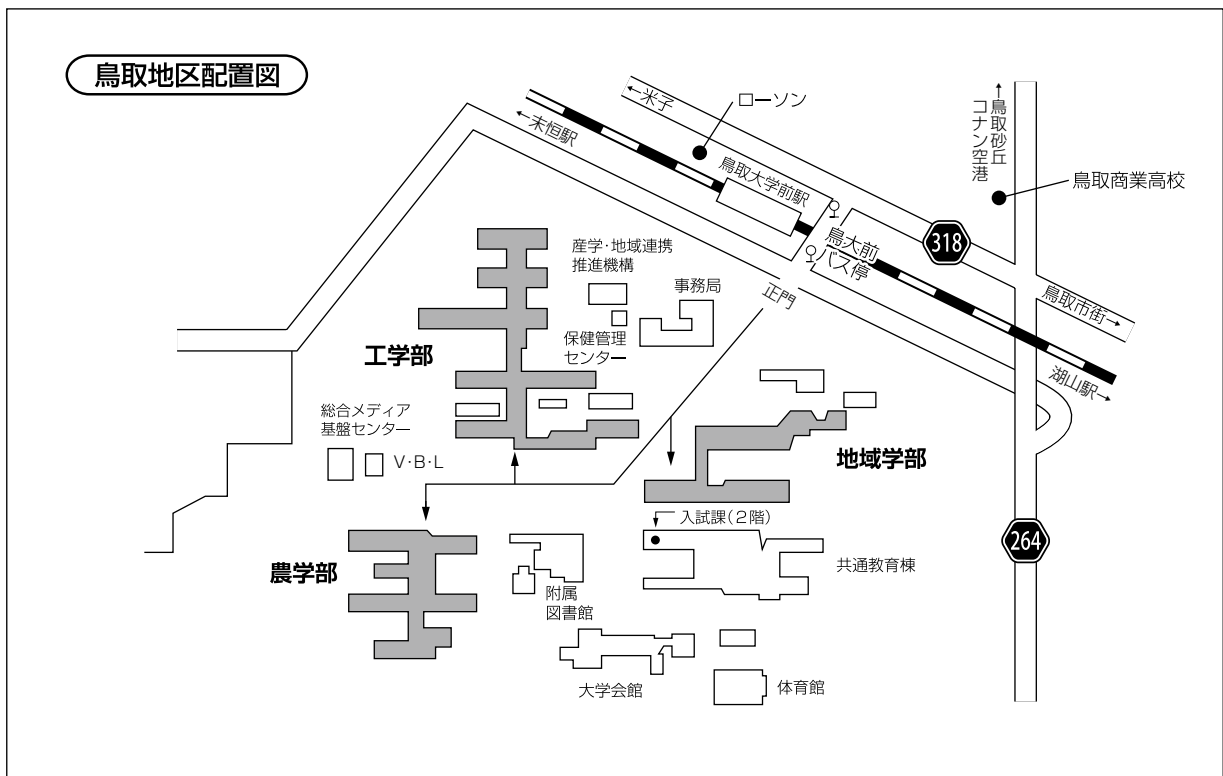 鳥取地区配置図
←米子
ローソン
←末恒駅
鳥取大学前駅
←鳥取砂丘
コナン空港
鳥取商業高校
318
鳥大前
バス停
鳥取市街→
湖山駅→
正門
産学・地域連携
推進機構
事務局
保健管理
センター
工学部
総合メディア
基盤センター
V・B・L
地域学部
入試課(2階)
264
農学部
附属
図書館
共通教育棟
大学会館
体育館